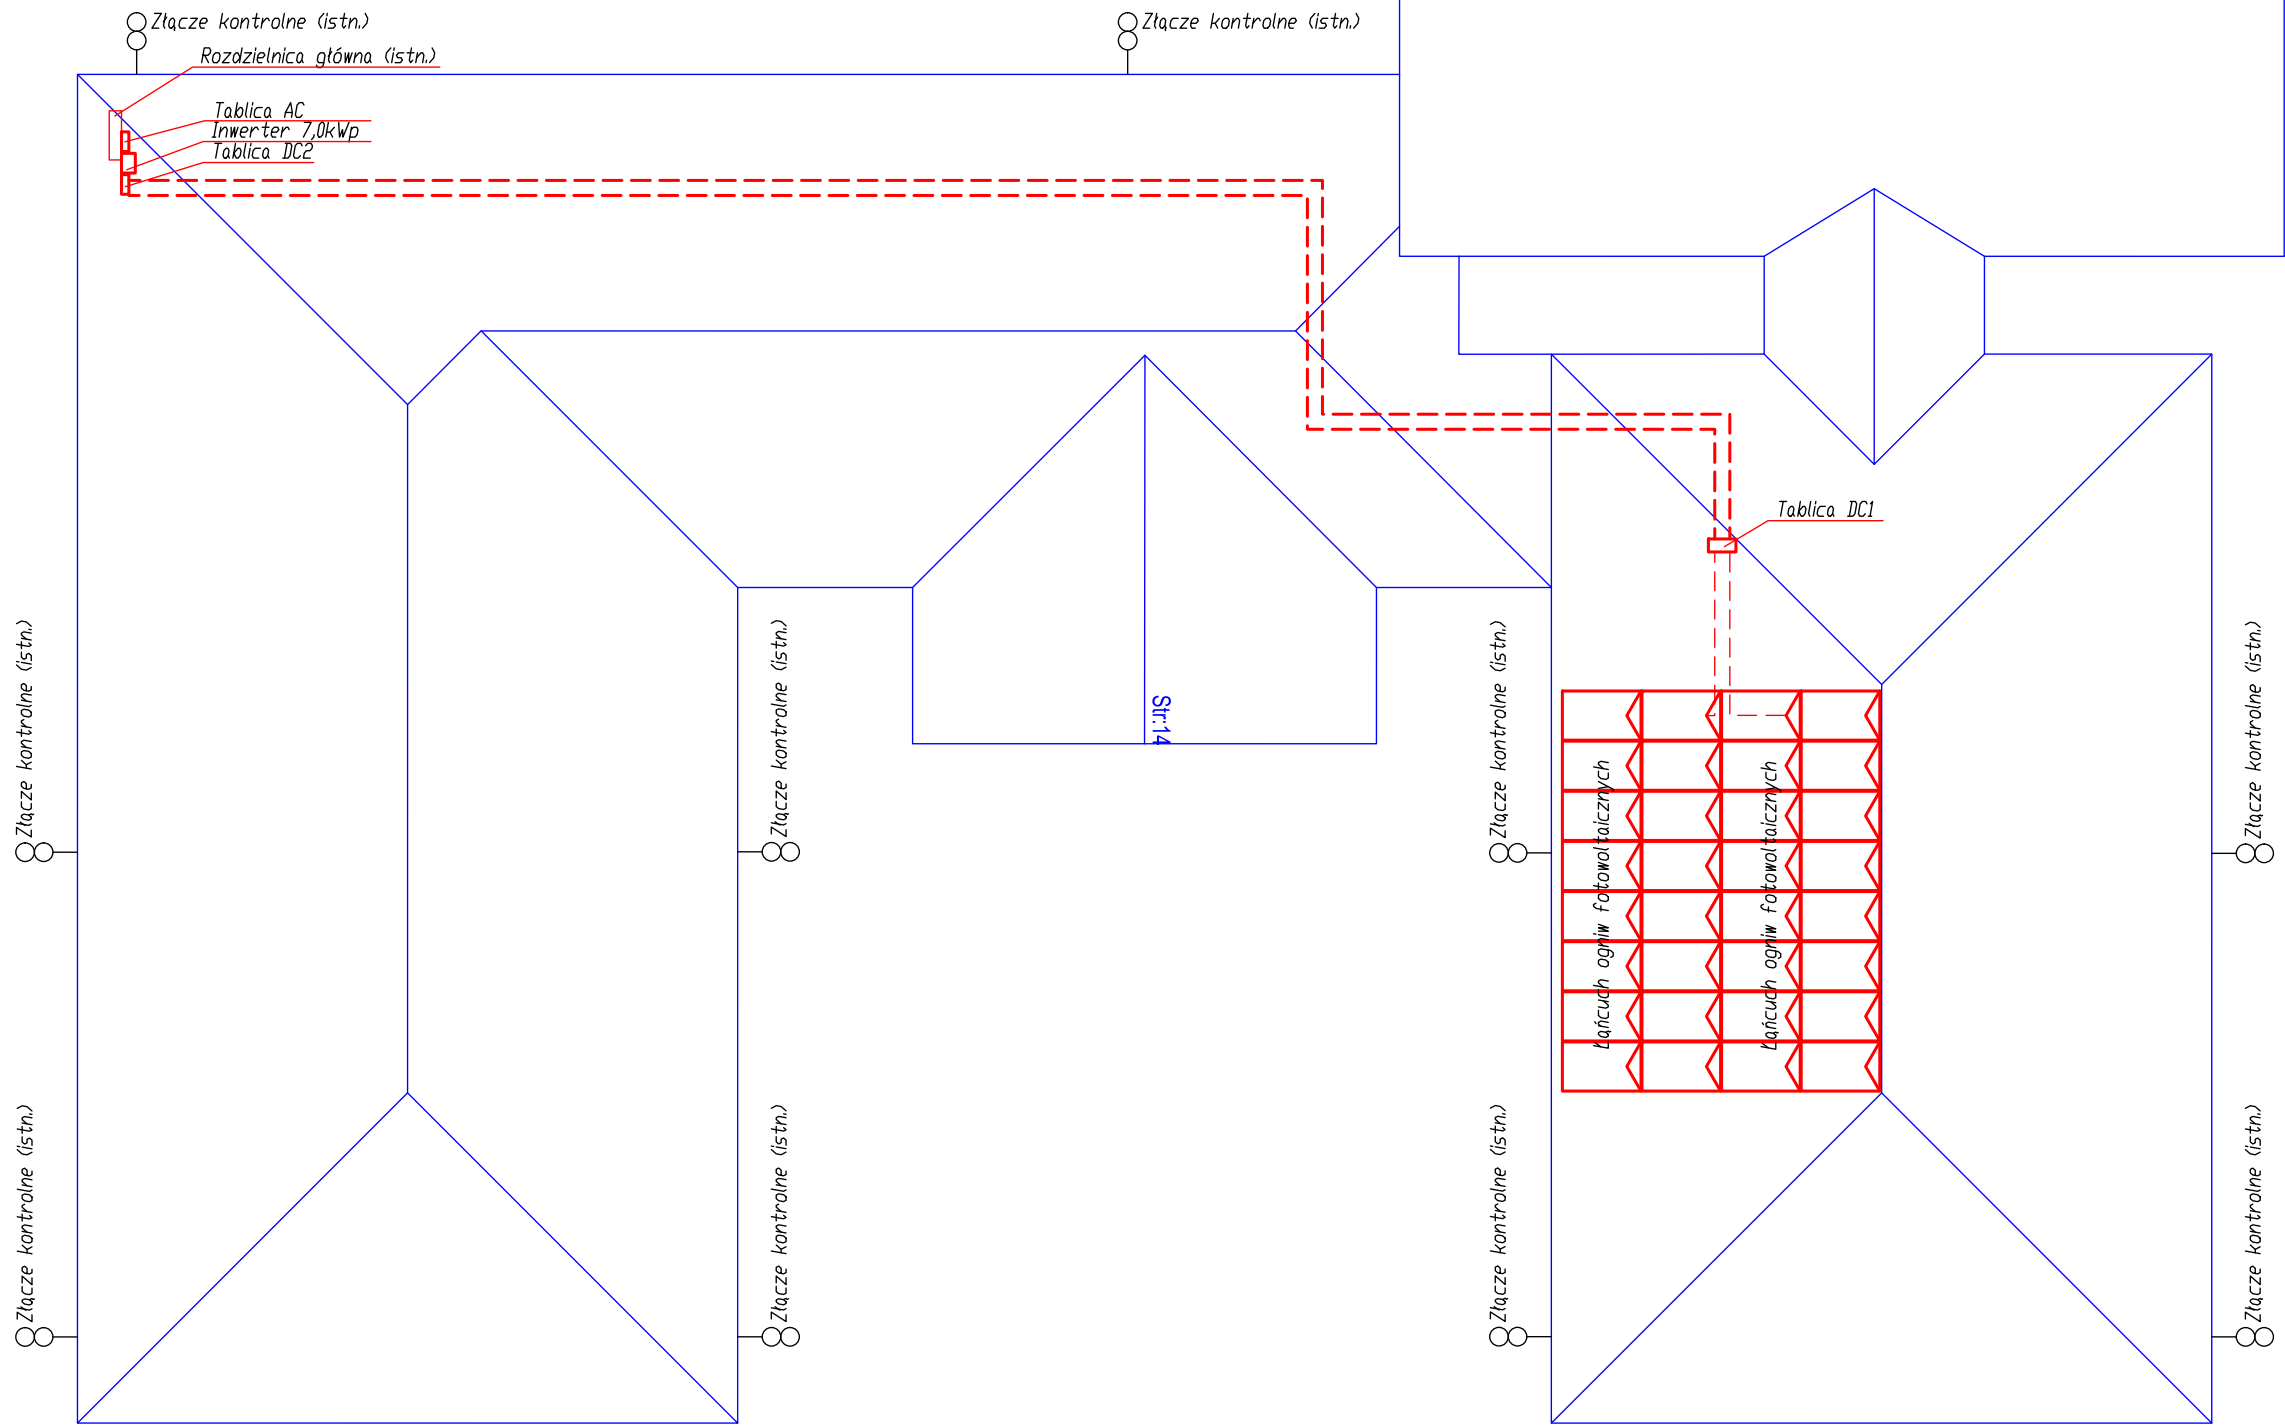 Złącze kontrolne (istn.)
Złącze kontrolne (istn.)
Rozdzielnica główna (istn.)
Tablica AC
Inwerter 7,0kWp
Tablica DC2
Tablica DC1
Złącze kontrolne (istn.)
Złącze kontrolne (istn.)
Złącze kontrolne (istn.)
Złącze kontrolne (istn.)
Str:14
Łańcuch ogniw fotowoltaicznych
Łańcuch ogniw fotowoltaicznych
Złącze kontrolne (istn.)
Złącze kontrolne (istn.)
Złącze kontrolne (istn.)
Złącze kontrolne (istn.)